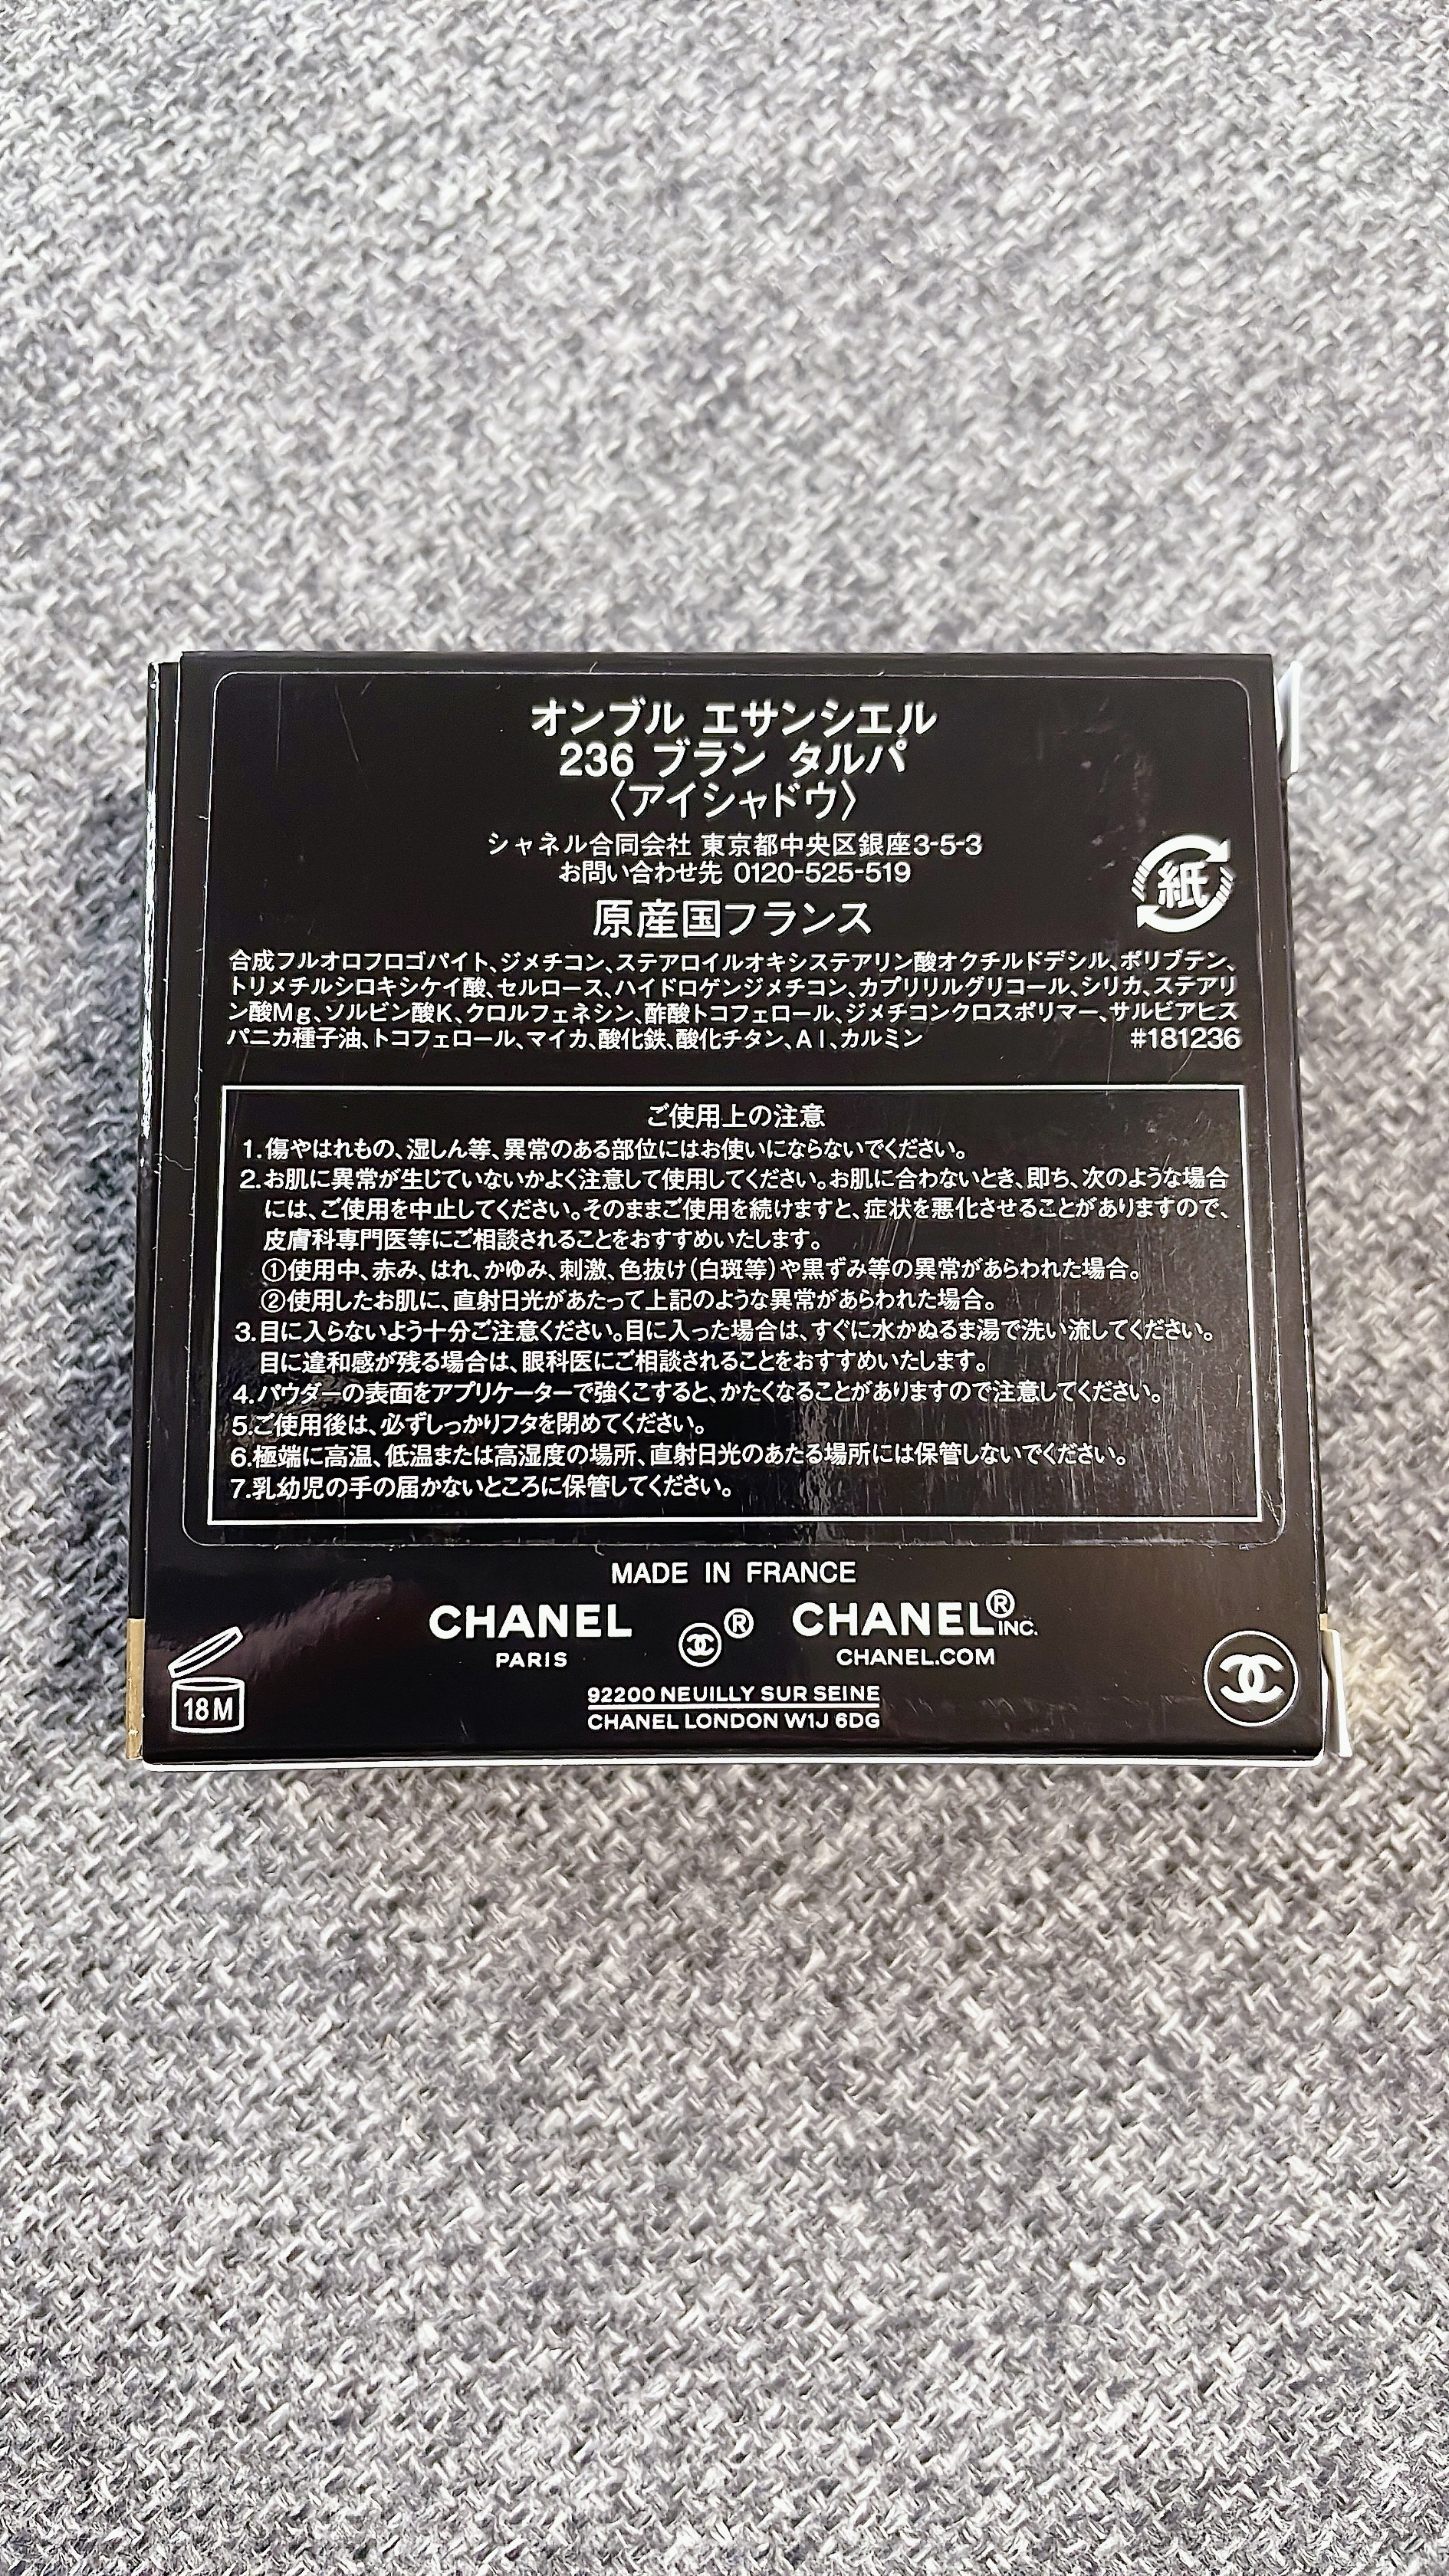 オンブル エサンシエル
236 ブラン タルパ
〈アイシャドウ〉
シャネル合同会社 東京都中央区銀座3-5-3
お問い合わせ先 0120-525-519
原産国フランス
紙
合成フルオロフロゴパイト、ジメチコン、ステアロイルオキシステアリン酸オクチルドデシル、ポリブテン、
トリメチルシロキシケイ酸、セルロース、ハイドロゲンジメチコン、カプリリルグリコール、シリカ、ステアリ
ン酸Mg、ソルビン酸K、クロルフェネシン、酢酸トコフェロール、ジメチコンクロスポリマー、サルビアヒス
パニカ種子油、トコフェロール、マイカ、酸化鉄、酸化チタン、Al、カルミン #181236
ご使用上の注意
1.傷やはれもの、湿しん等、異常のある部位にはお使いにならないでください。
2.お肌に異常が生じていないかよく注意して使用してください。お肌に合わないとき、即ち、次のような場合
には、ご使用を中止してください。そのままご使用を続けますと、症状を悪化させることがありますので、
皮膚科専門医等にご相談されることをおすすめいたします。
①使用中、赤み、はれ、かゆみ、刺激、色抜け(白斑等)や黒ずみ等の異常があらわれた場合。
②使用したお肌に、直射日光があたって上記のような異常があらわれた場合。
3.目に入らないよう十分ご注意ください。目に入った場合は、すぐに水かぬるま湯で洗い流してください。
目に違和感が残る場合は、眼科医にご相談されることをおすすめいたします。
4.パウダーの表面をアプリケーターで強くこすると、かたくなることがありますので注意してください。
5.ご使用後は、必ずしっかりフタを閉めてください。
6.極端に高温、低温または高湿度の場所、直射日光のあたる場所には保管しないでください。
7.乳幼児の手の届かないところに保管してください。
MADE IN FRANCE
CHANEL ® CHANEL® INC.
PARIS CHANEL.COM
18M
92200 NEUILLY SUR SEINE
CHANEL LONDON W1J 6DG